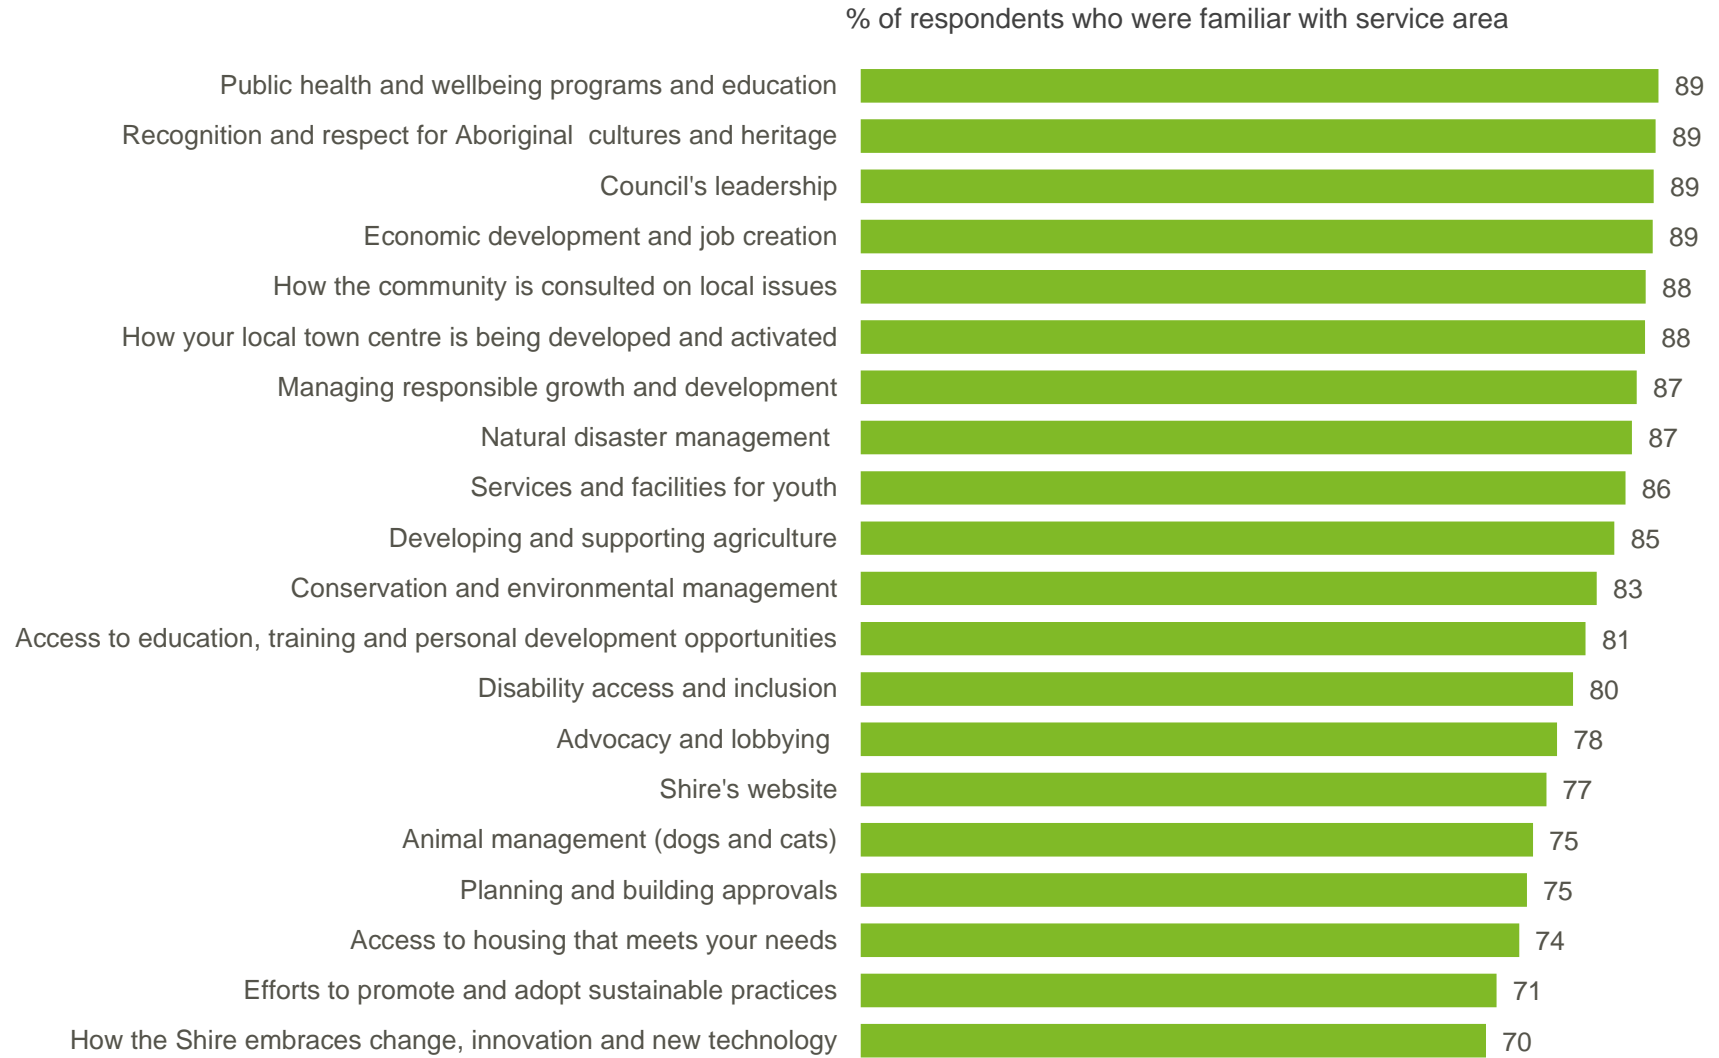 % of respondents who were familiar with service area
Public health and wellbeing programs and education 89
Recognition and respect for Aboriginal  cultures and heritage 89
Council's leadership 89
Economic development and job creation 89
How the community is consulted on local issues 88
How your local town centre is being developed and activated 88
Managing responsible growth and development 87
Natural disaster management 87
Services and facilities for youth 86
Developing and supporting agriculture 85
Conservation and environmental management 83
Access to education, training and personal development opportunities 81
Disability access and inclusion 80
Advocacy and lobbying 78
Shire's website 77
Animal management (dogs and cats) 75
Planning and building approvals 75
Access to housing that meets your needs 74
Efforts to promote and adopt sustainable practices 71
How the Shire embraces change, innovation and new technology 70